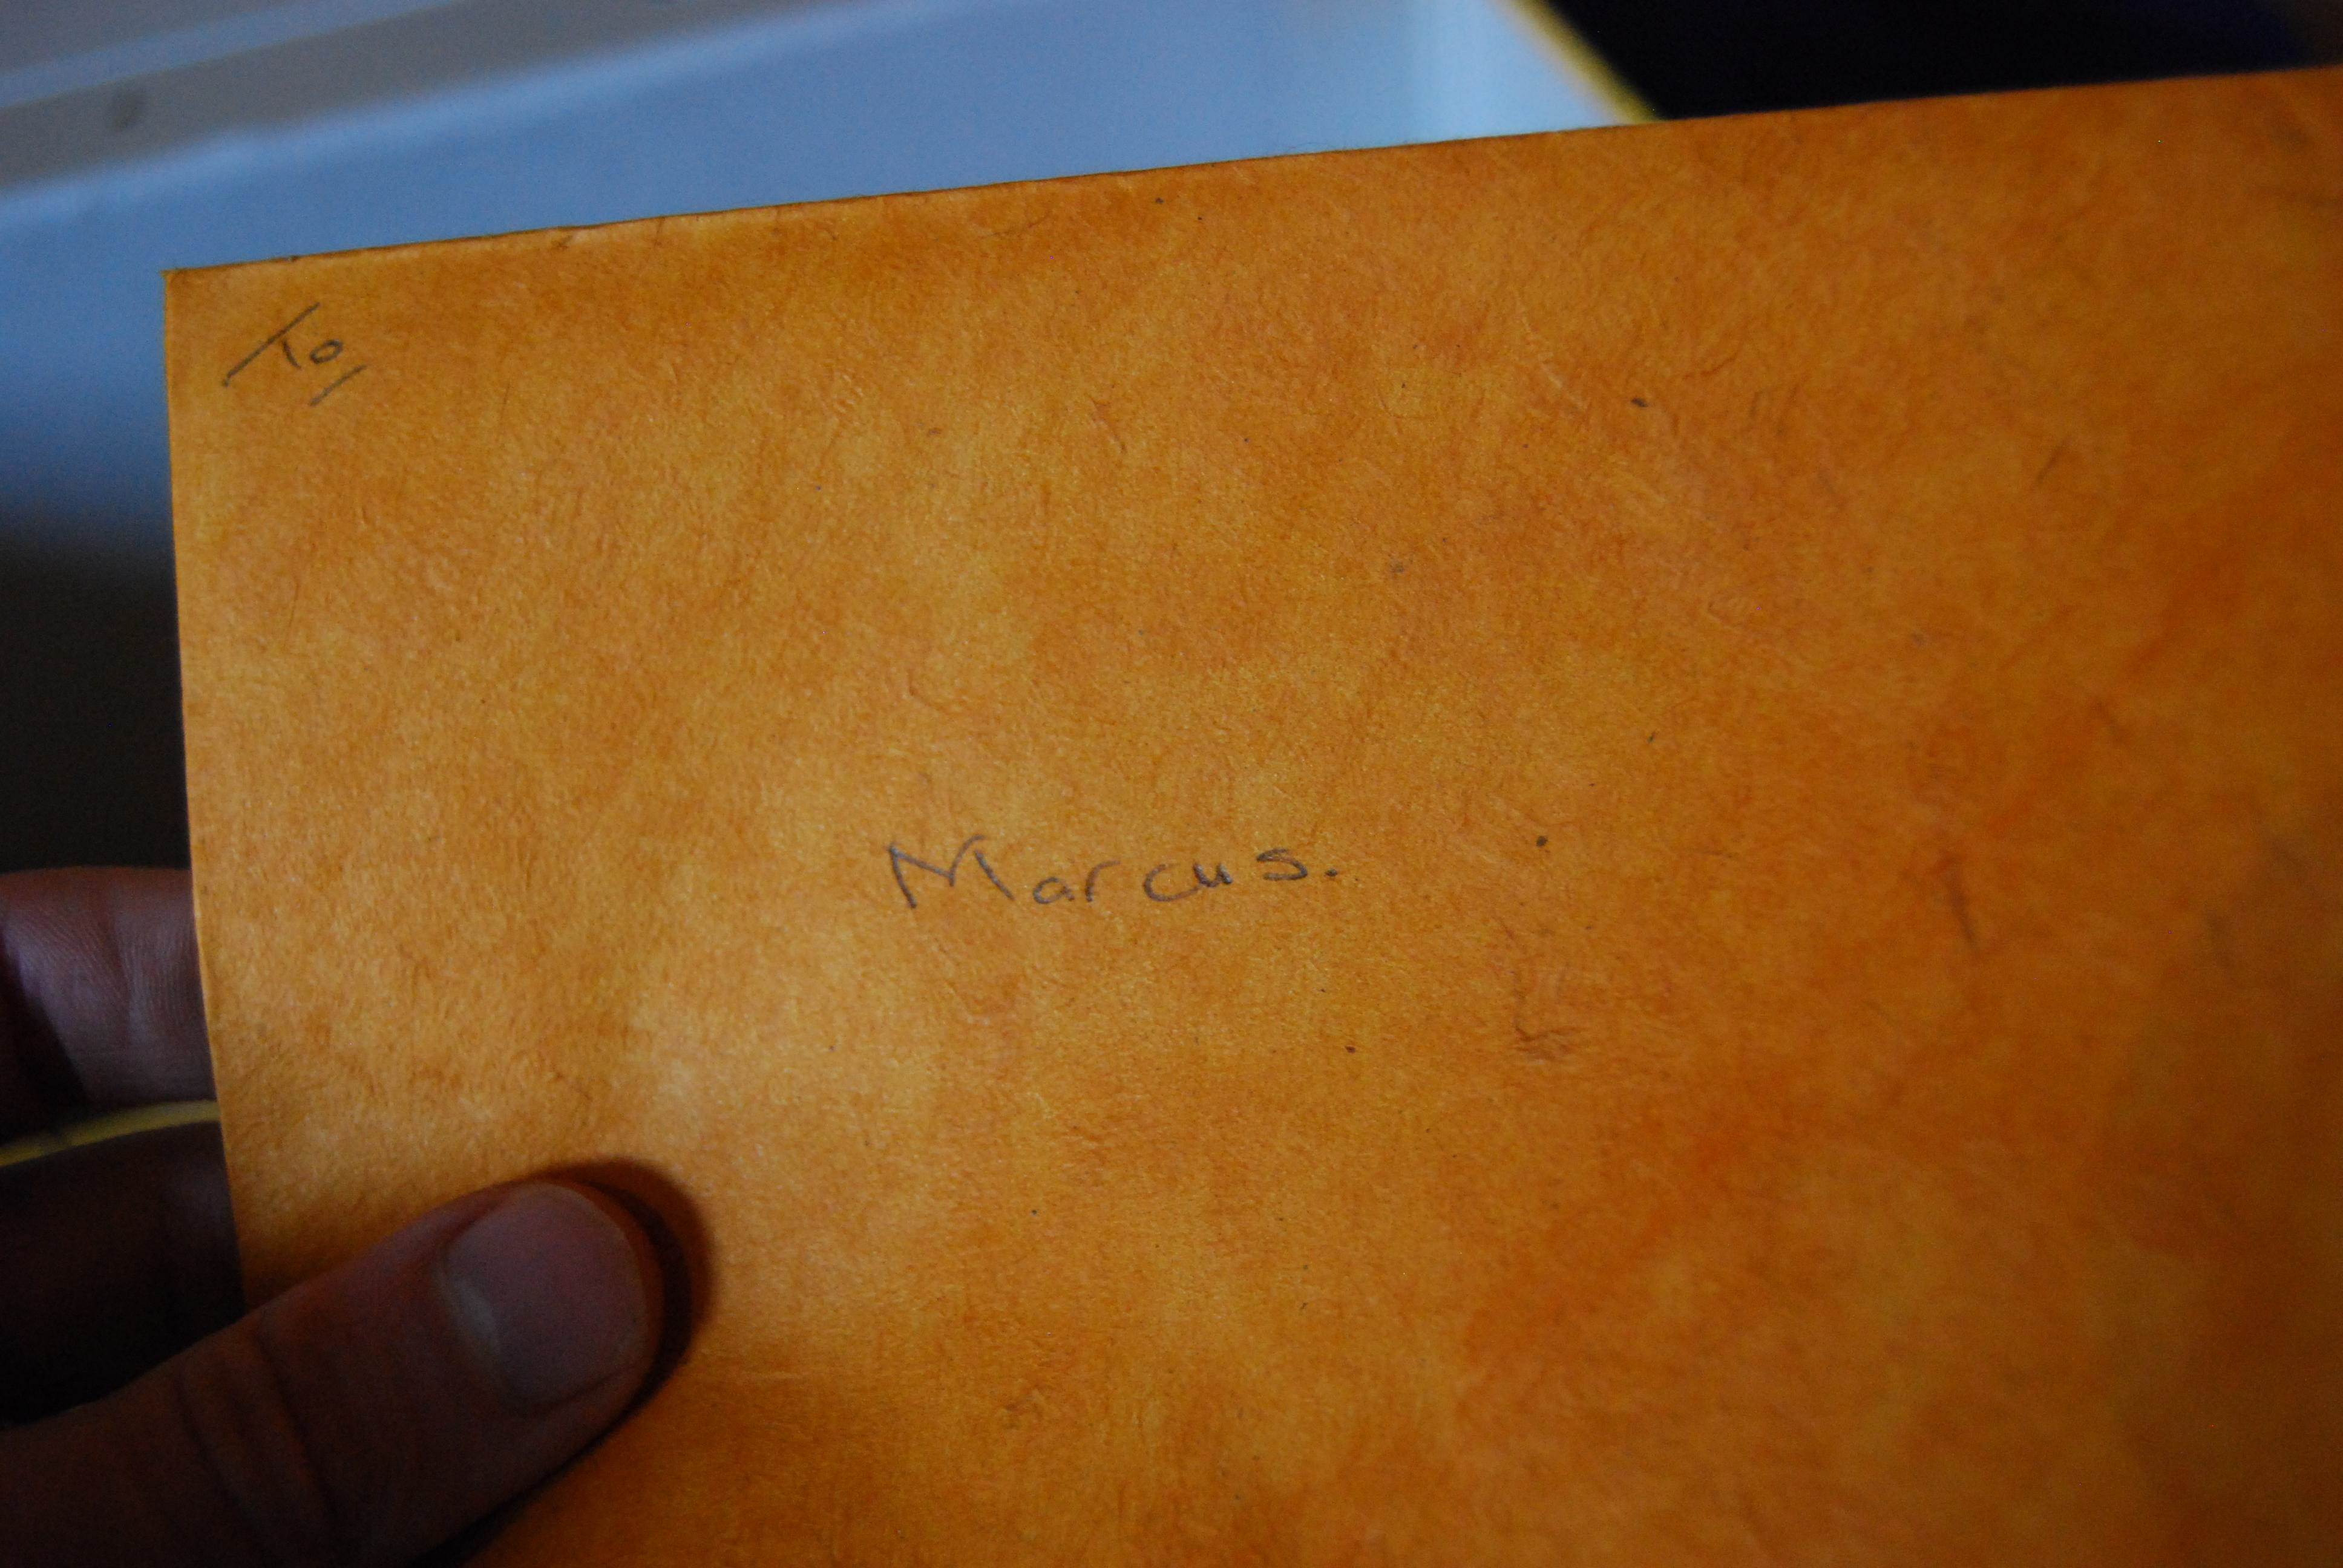 To,
Marcus.